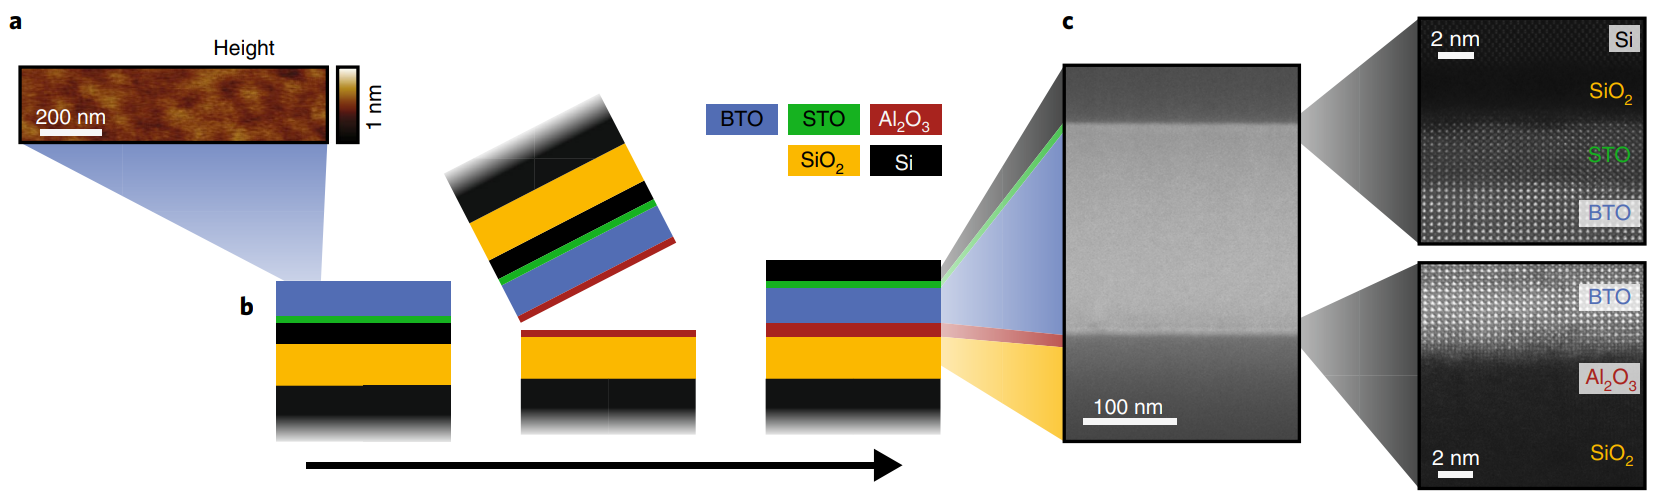 a
Height
200 nm
1 nm
b
BTO
STO
Al₂O₃
SiO₂
Si
c
100 nm
2 nm
Si
SiO₂
STO
BTO
BTO
Al₂O₃
SiO₂
2 nm